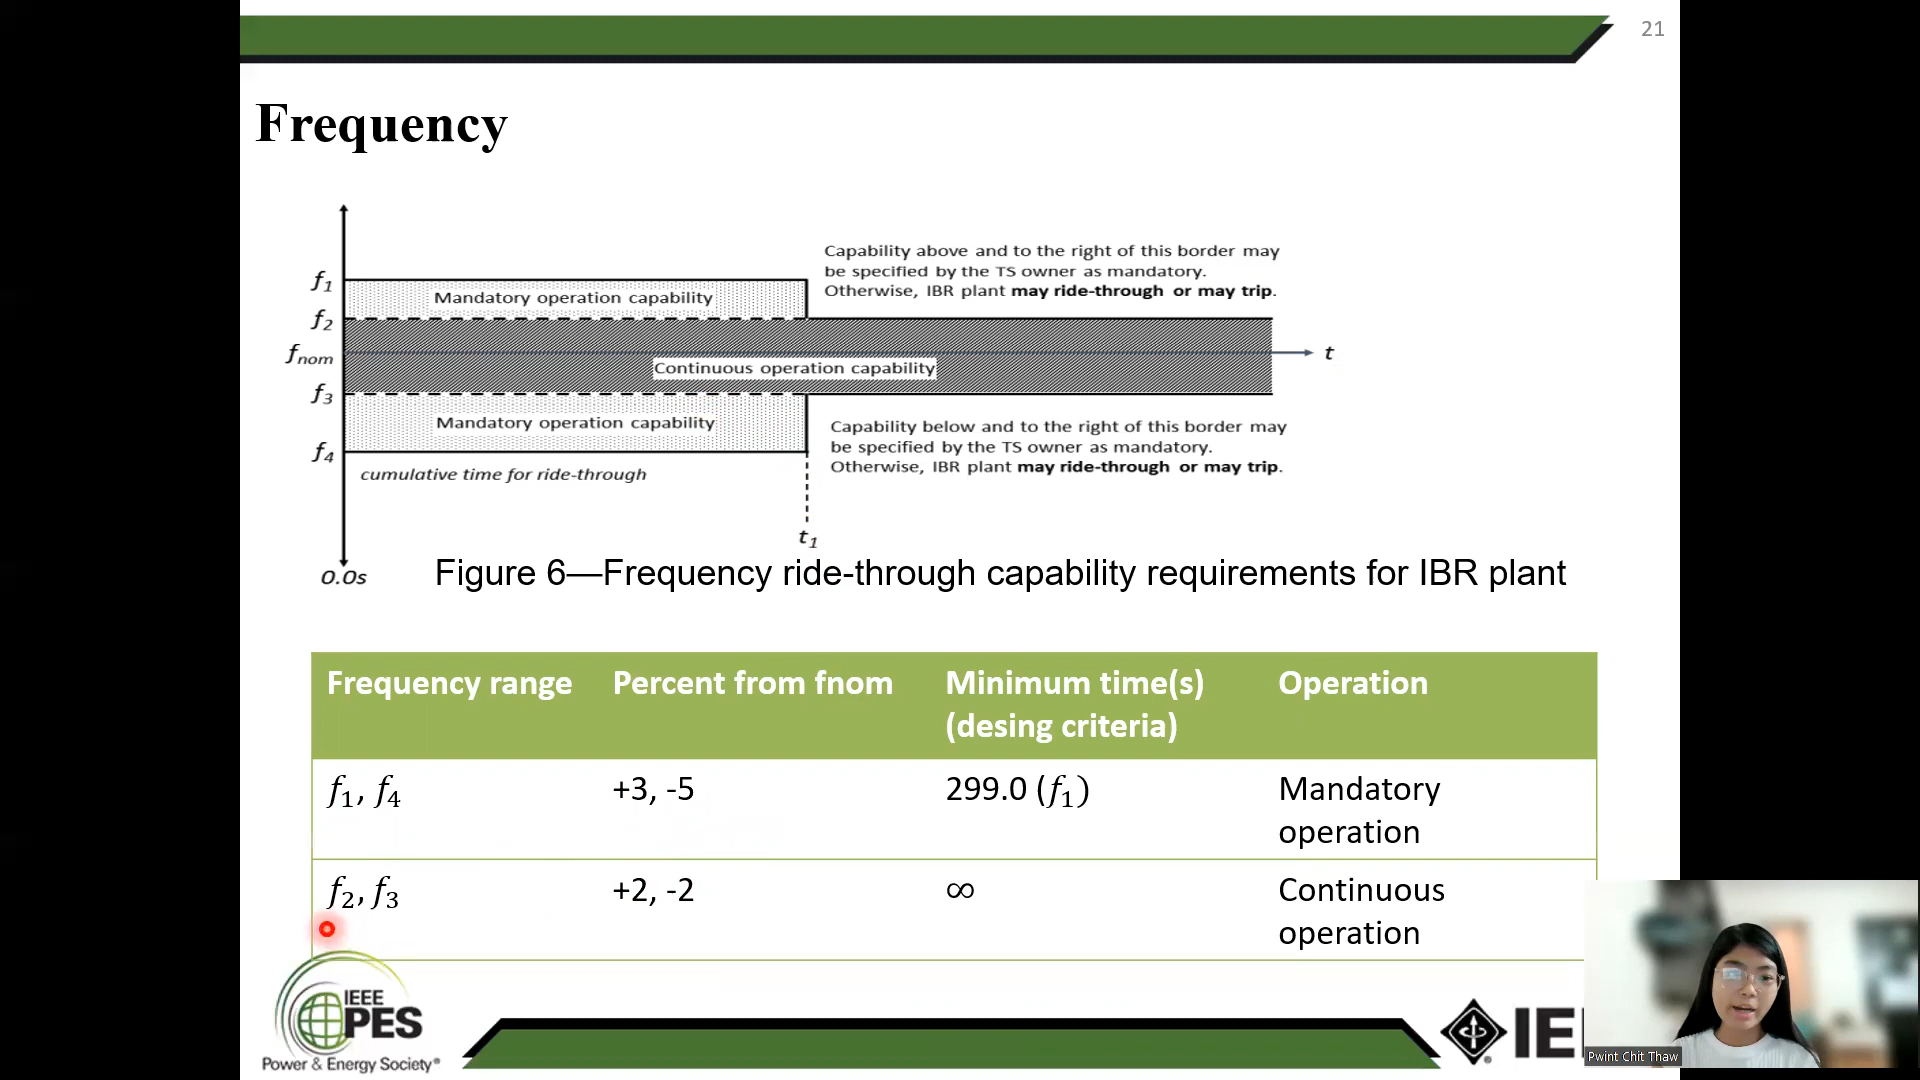 21
Frequency
f1
Mandatory operation capability
f2
fnom
Continuous operation capability
t
f3
Mandatory operation capability
f4
cumulative time for ride-through
t1
0.0s
Capability above and to the right of this border may
be specified by the TS owner as mandatory.
Otherwise, IBR plant may ride-through or may trip.
Capability below and to the right of this border may
be specified by the TS owner as mandatory.
Otherwise, IBR plant may ride-through or may trip.
Figure 6—Frequency ride-through capability requirements for IBR plant
Frequency range Percent from fnom Minimum time(s) Operation
(desing criteria)
f1, f4 +3, -5 299.0 (f1) Mandatory
operation
f2, f3 +2, -2 ∞ Continuous
operation
IEEE
PES
Power & Energy Society®
IE
Pwint Chit Thaw